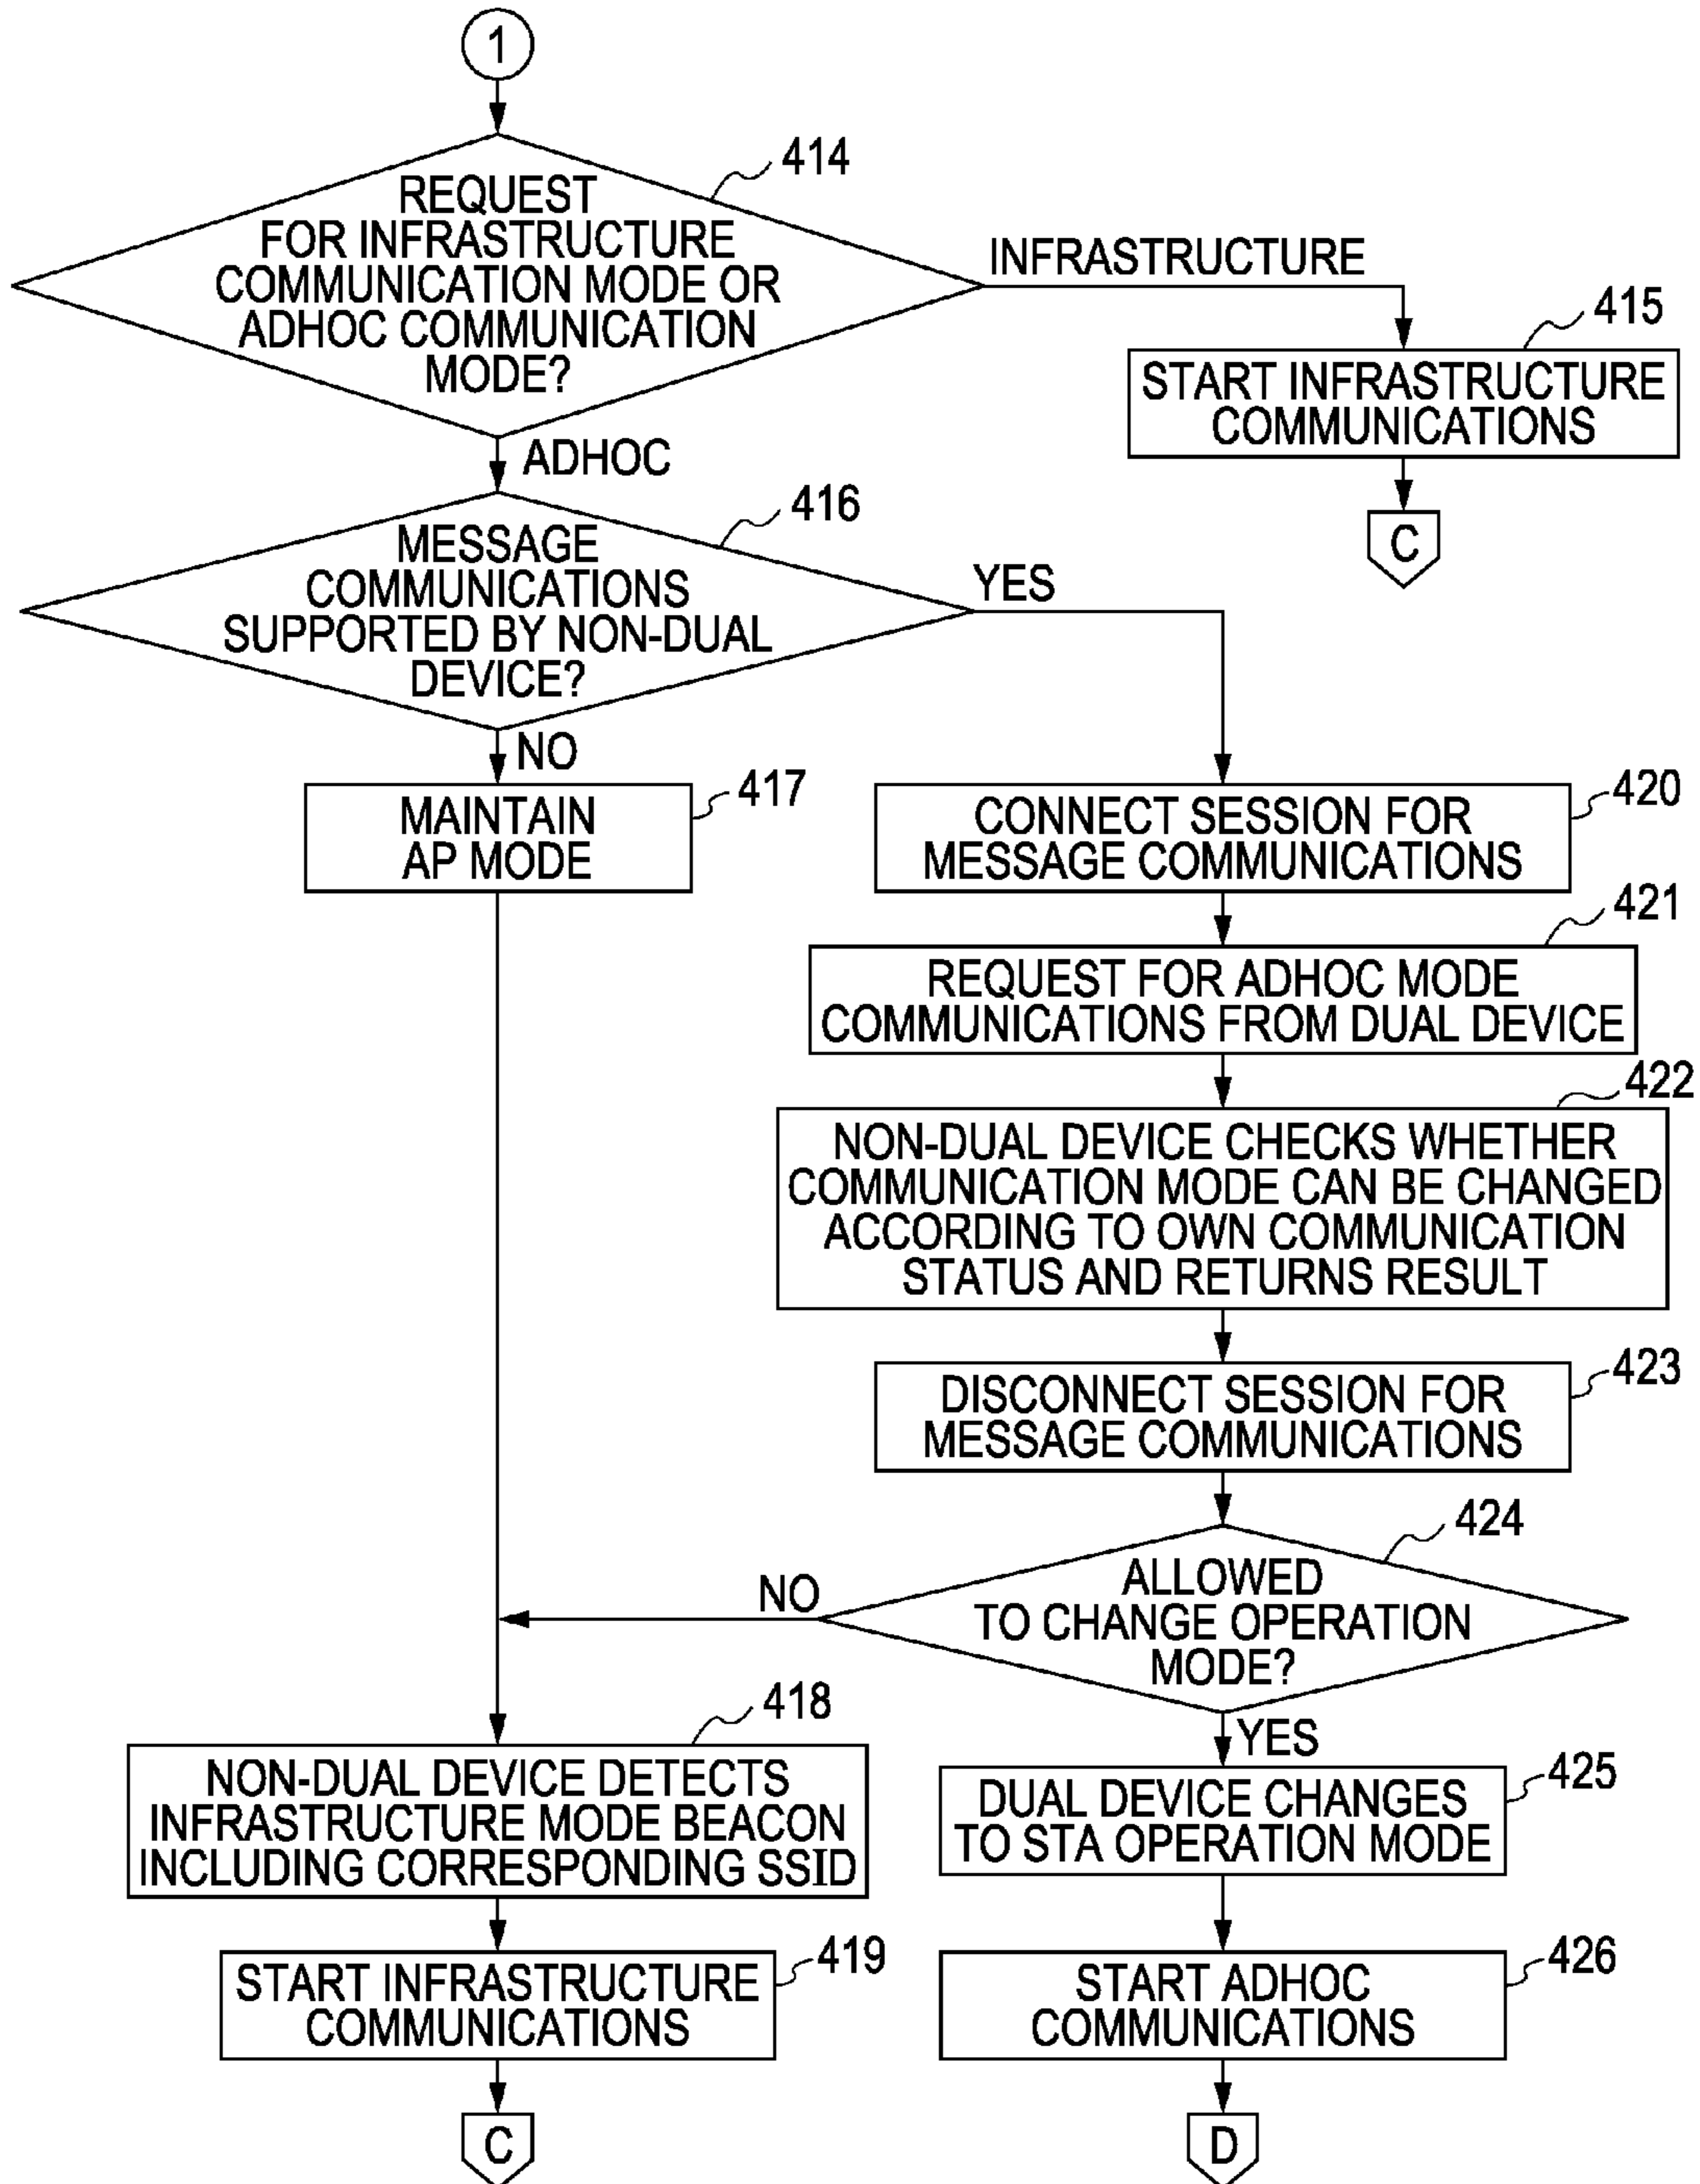 1
414
REQUEST
FOR INFRASTRUCTURE
COMMUNICATION MODE OR
ADHOC COMMUNICATION
MODE?
INFRASTRUCTURE
415
START INFRASTRUCTURE
COMMUNICATIONS
C
ADHOC
416
MESSAGE
COMMUNICATIONS
SUPPORTED BY NON-DUAL
DEVICE?
YES
NO
417
MAINTAIN
AP MODE
420
CONNECT SESSION FOR
MESSAGE COMMUNICATIONS
421
REQUEST FOR ADHOC MODE
COMMUNICATIONS FROM DUAL DEVICE
422
NON-DUAL DEVICE CHECKS WHETHER
COMMUNICATION MODE CAN BE CHANGED
ACCORDING TO OWN COMMUNICATION
STATUS AND RETURNS RESULT
423
DISCONNECT SESSION FOR
MESSAGE COMMUNICATIONS
424
ALLOWED
TO CHANGE OPERATION
MODE?
NO
YES
418
NON-DUAL DEVICE DETECTS
INFRASTRUCTURE MODE BEACON
INCLUDING CORRESPONDING SSID
425
DUAL DEVICE CHANGES
TO STA OPERATION MODE
419
START INFRASTRUCTURE
COMMUNICATIONS
426
START ADHOC
COMMUNICATIONS
C
D